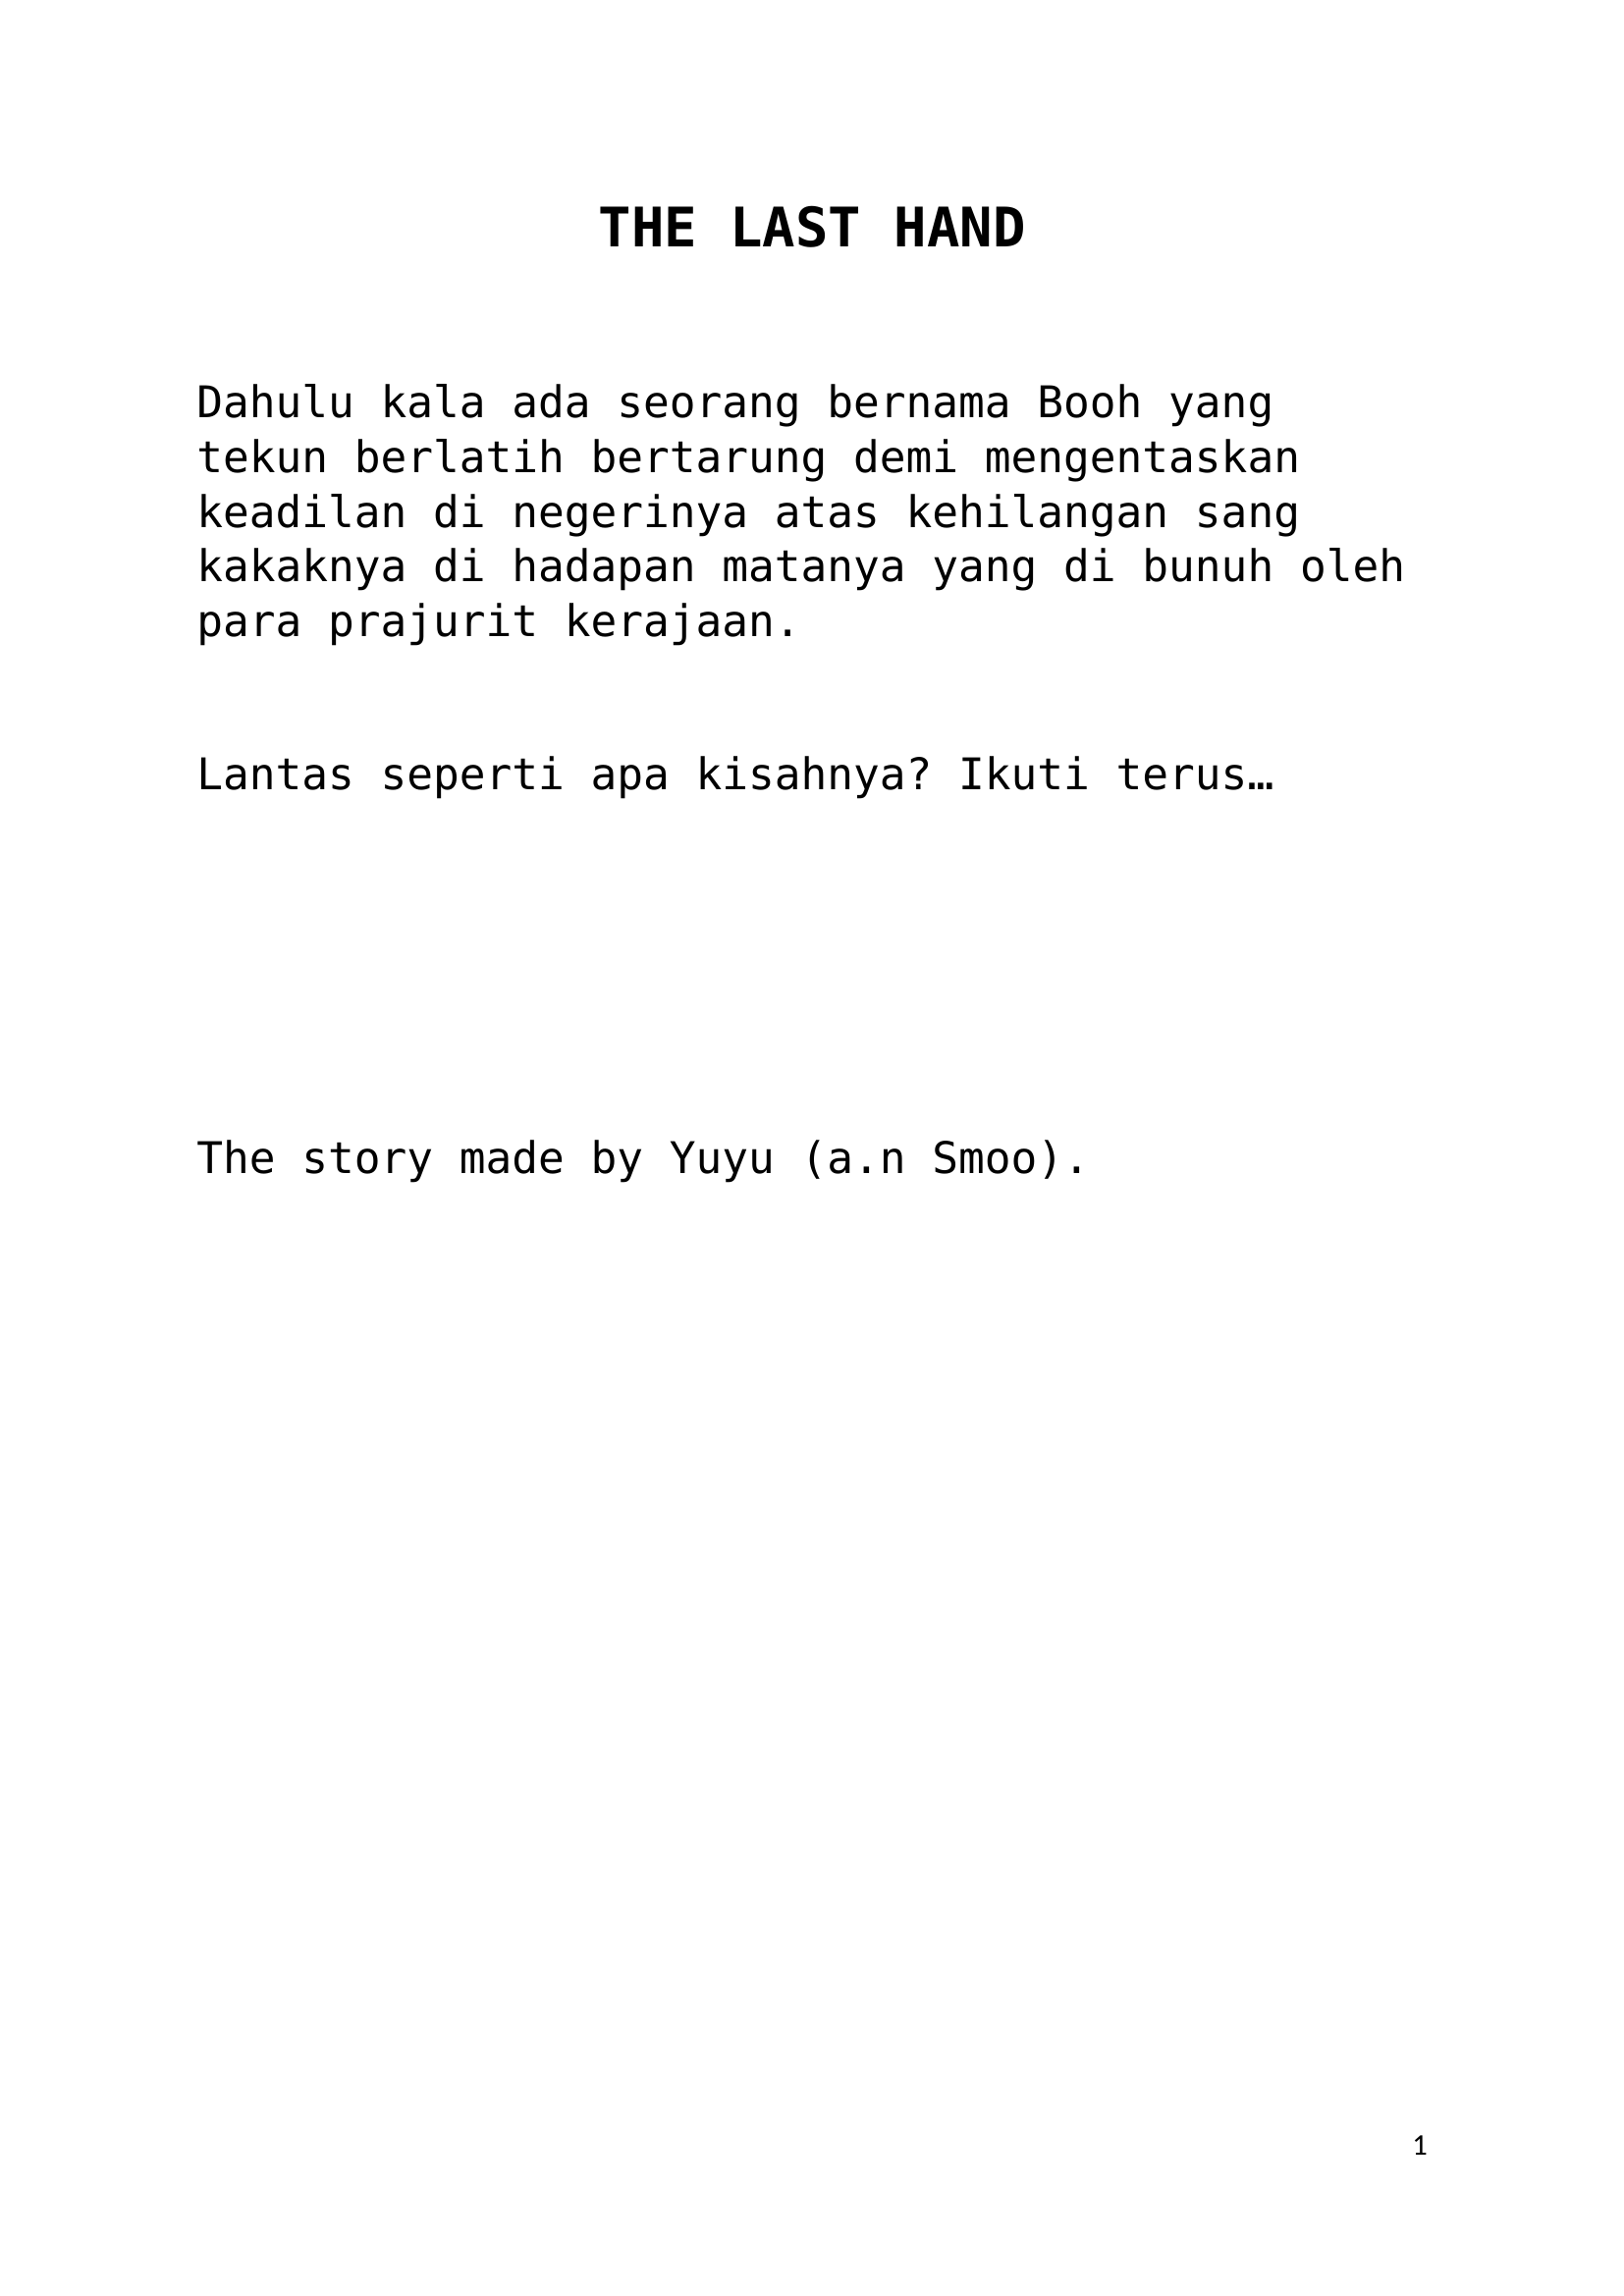 THE LAST HAND
Dahulu kala ada seorang bernama Booh yang
tekun berlatih bertarung demi mengentaskan
keadilan di negerinya atas kehilangan sang
kakaknya di hadapan matanya yang di bunuh oleh
para prajurit kerajaan.
Lantas seperti apa kisahnya? Ikuti terus…
The story made by Yuyu (a.n Smoo).
1